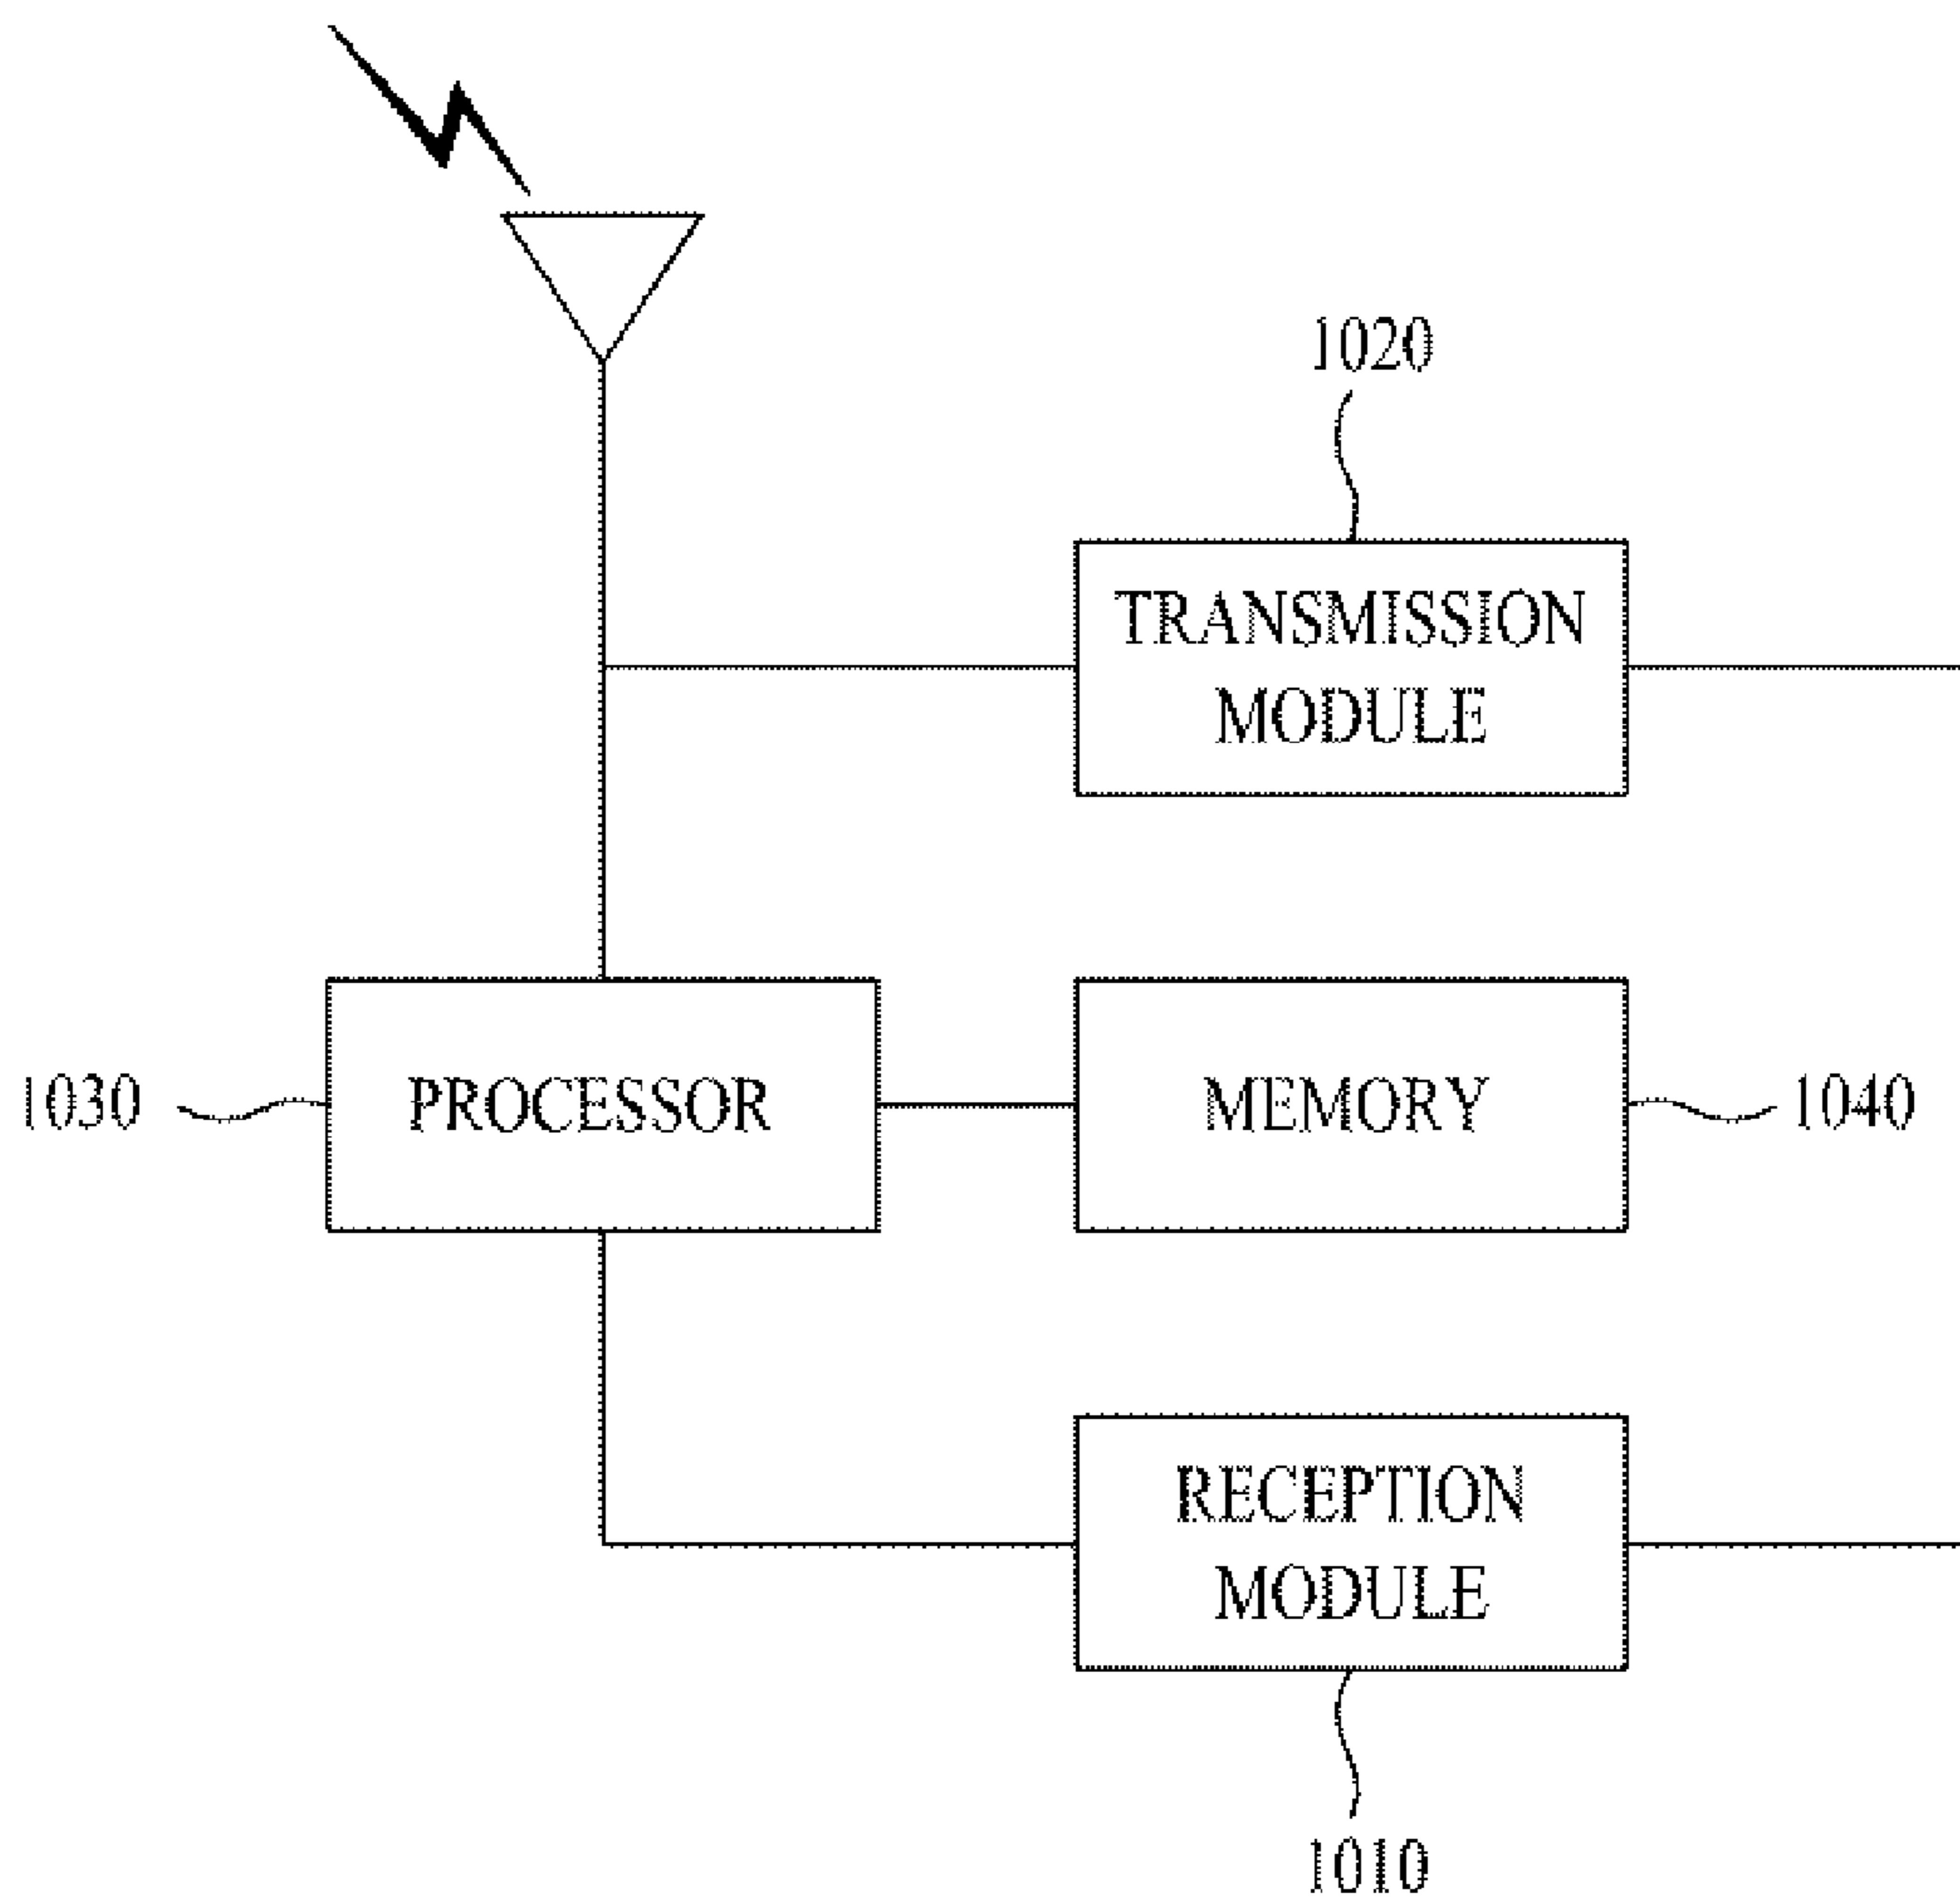 1020
TRANSMISSION
MODULE
1030
PROCESSOR
MEMORY
1040
RECEPTION
MODULE
1010